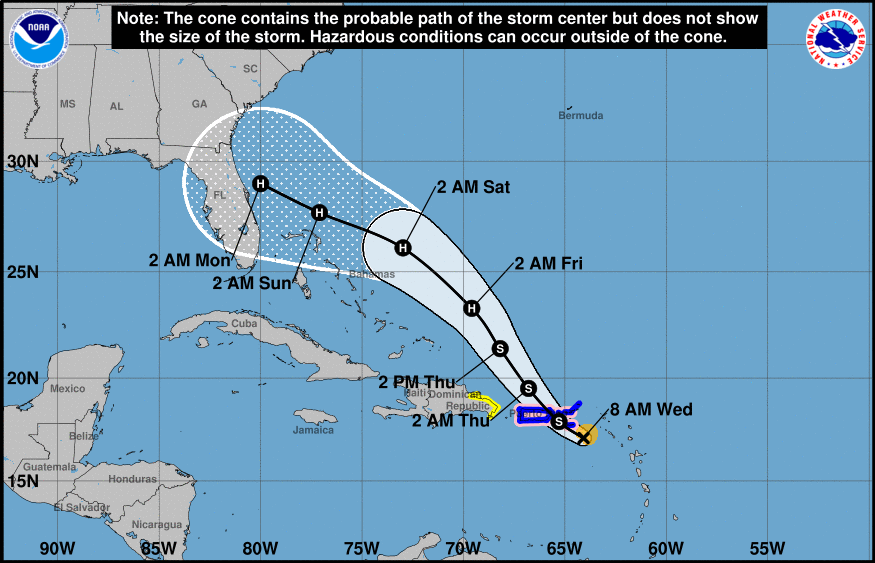 Note: The cone contains the probable path of the storm center but does not show
the size of the storm. Hazardous conditions can occur outside of the cone.
NOAA
NATIONAL WEATHER SERVICE
SC
MS
AL
GA
Bermuda
30N
2 AM Sat
H
FL
H
H
2 AM Mon
2 AM Fri
25N
Bahamas
2 AM Sun
H
Cuba
S
20N
2 PM Thu
Mexico
S
Haiti
Dominican
Republic
8 AM Wed
2 AM Thu
S
Jamaica
Belize
Guatemala
15N
Honduras
El Salvador
Nicaragua
90W
85W
80W
75W
70W
65W
60W
55W